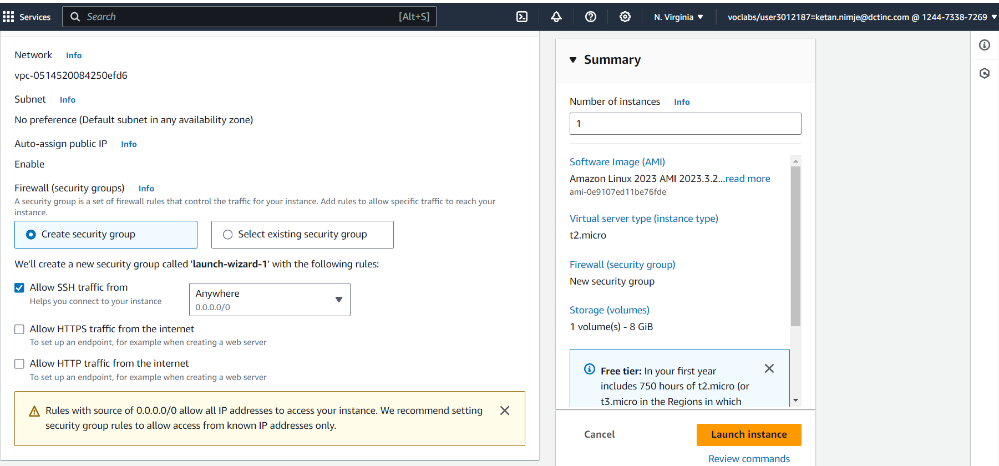 Services
Search
[Alt+S]
N. Virginia
voclabs/user3012187=ketan.nimje@dctinc.com @ 1244-7338-7269
Network
Info
vpc-0514520084250efd6
Subnet
Info
No preference (Default subnet in any availability zone)
Auto-assign public IP
Info
Enable
Firewall (security groups)
Info
A security group is a set of firewall rules that control the traffic for your instance. Add rules to allow specific traffic to reach your
instance.
Create security group
Select existing security group
We'll create a new security group called 'launch-wizard-1' with the following rules:
Allow SSH traffic from
Helps you connect to your instance
Anywhere
0.0.0.0/0
Allow HTTPS traffic from the internet
To set up an endpoint, for example when creating a web server
Allow HTTP traffic from the internet
To set up an endpoint, for example when creating a web server
Rules with source of 0.0.0.0/0 allow all IP addresses to access your instance. We recommend setting
security group rules to allow access from known IP addresses only.
Summary
Number of instances
Info
1
Software Image (AMI)
Amazon Linux 2023 AMI 2023.3.2...read more
ami-0e9107ed11be76fde
Virtual server type (instance type)
t2.micro
Firewall (security group)
New security group
Storage (volumes)
1 volume(s) - 8 GiB
Free tier: In your first year
includes 750 hours of t2.micro (or
t3.micro in the Regions in which
Cancel
Launch instance
Review commands